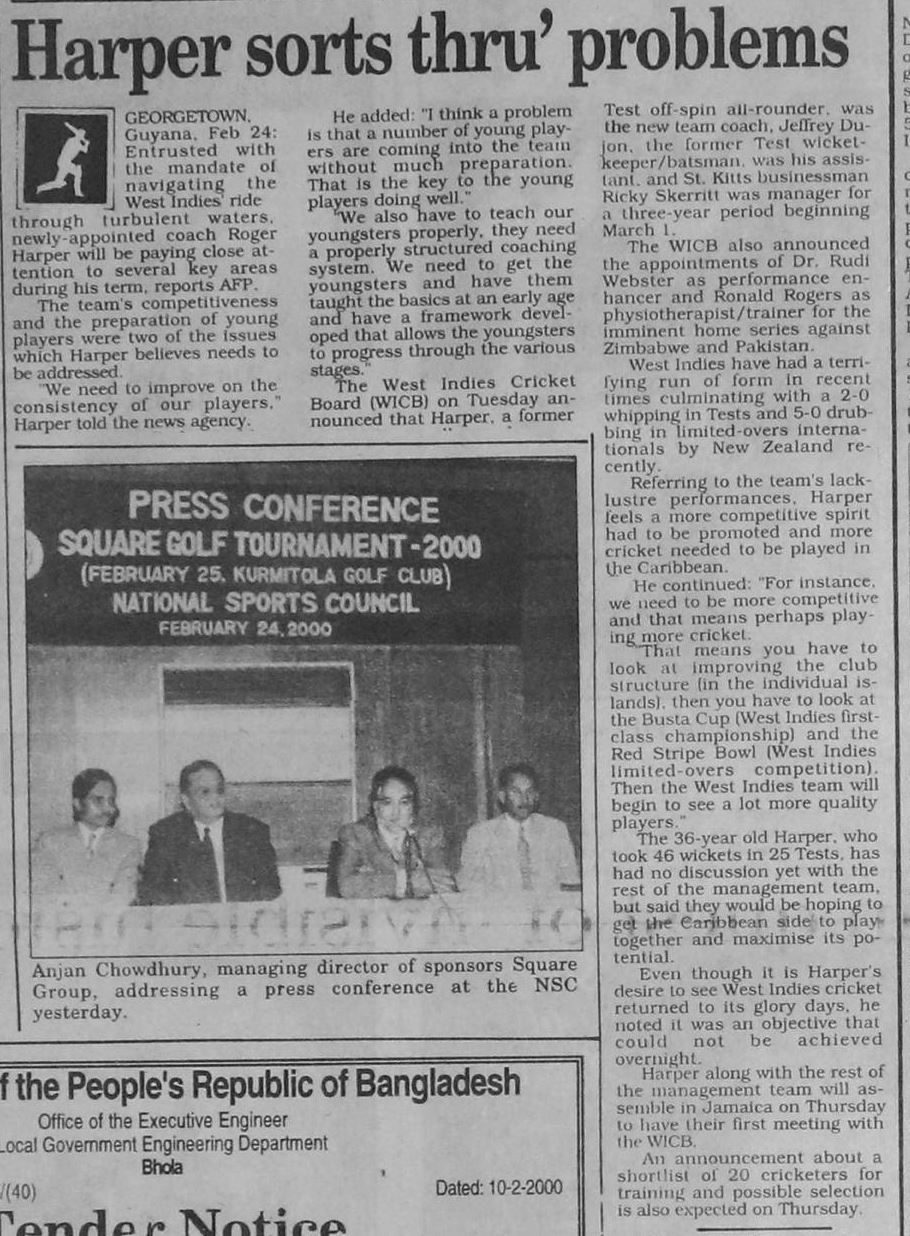 Harper sorts thru' problems
GEORGETOWN,
Guyana, Feb 24:
Entrusted with
the mandate of
navigating the
West Indies' ride
through turbulent waters,
newly-appointed coach Roger
Harper will be paying close at-
tention to several key areas
during his term, reports AFP.
The team's competitiveness
and the preparation of young
players were two of the issues
which Harper believes needs to
be addressed.
"We need to improve on the
consistency of our players,"
Harper told the news agency.
He added: "I think a problem
is that a number of young play-
ers are coming into the team
without much preparation.
That is the key to the young
players doing well."
"We also have to teach our
youngsters properly, they need
a properly structured coaching
system. We need to get the
youngsters and have them
taught the basics at an early age
and have a framework devel-
oped that allows the youngsters
to progress through the various
stages."
The West Indies Cricket
Board (WICB) on Tuesday an-
nounced that Harper, a former
Test off-spin all-rounder, was
the new team coach, Jeffrey Du-
jon, the former Test wicket-
keeper/batsman, was his assis-
tant, and St. Kitts businessman
Ricky Skerritt was manager for
a three-year period beginning
March 1.
The WICB also announced
the appointments of Dr. Rudi
Webster as performance en-
hancer and Ronald Rogers as
physiotherapist/trainer for the
imminent home series against
Zimbabwe and Pakistan.
West Indies have had a terri-
fying run of form in recent
times culminating with a 2-0
whipping in Tests and 5-0 drub-
bing in limited-overs interna-
tionals by New Zealand re-
cently.
Referring to the team's lack-
lustre performances, Harper
feels a more competitive spirit
had to be promoted and more
cricket needed to be played in
the Caribbean.
He continued: "For instance,
we need to be more competitive
and that means perhaps play-
ing more cricket.
"That means you have to
look at improving the club
structure (in the individual is-
lands), then you have to look at
the Busta Cup (West Indies first-
class championship) and the
Red Stripe Bowl (West Indies
limited-overs competition).
Then the West Indies team will
begin to see a lot more quality
players."
The 36-year old Harper, who
took 46 wickets in 25 Tests, has
had no discussion yet with the
rest of the management team,
but said they would be hoping to
get the Caribbean side to play
together and maximise its po-
tential.
Even though it is Harper's
desire to see West Indies cricket
returned to its glory days, he
noted it was an objective that
could not be achieved
overnight.
Harper along with the rest of
the management team will as-
semble in Jamaica on Thursday
to have their first meeting with
the WICB.
An announcement about a
shortlist of 20 cricketers for
training and possible selection
is also expected on Thursday.
PRESS CONFERENCE
SQUARE GOLF TOURNAMENT-2000
(FEBRUARY 25, KURMITOLA GOLF CLUB)
NATIONAL SPORTS COUNCIL
FEBRUARY 24, 2000
Anjan Chowdhury, managing director of sponsors Square
Group, addressing a press conference at the NSC
yesterday.
f the People's Republic of Bangladesh
Office of the Executive Engineer
Local Government Engineering Department
Bhola
/(40)
Dated: 10-2-2000
Tender Notice